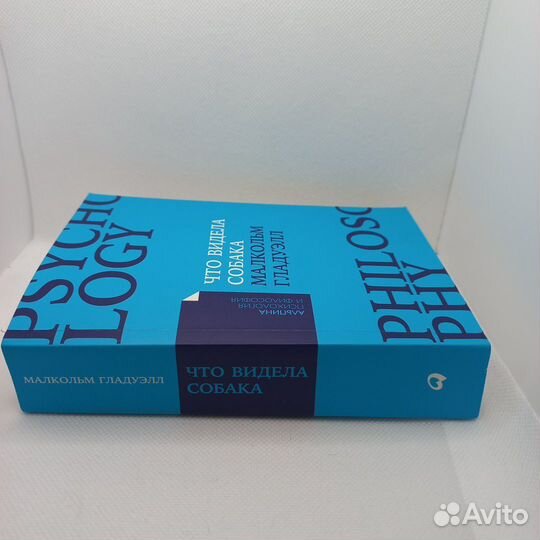 PSYCHO
LOGY
ЧТО ВИДЕЛА
СОБАКА
МАЛКОЛЬМ
ГЛАДУЭЛЛ
АЛЬПИНА
ПСИХОЛОГИЯ
И ФИЛОСОФИЯ
PHILOSO
PHY
МАЛКОЛЬМ ГЛАДУЭЛЛ
ЧТО ВИДЕЛА
СОБАКА
Avito